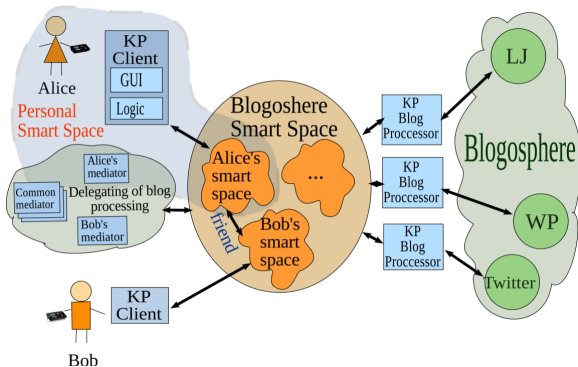 Alice
Personal
Smart Space
KP
Client
GUI
Logic
Blogoshere
Smart Space
Alice's
smart
space
...
Bob's
smart
space
friend
Alice's
mediator
Delegating of blog
processing
Common
mediator
Bob's
mediator
KP
Client
Bob
KP
Blog
Proccessor
KP
Blog
Proccessor
KP
Blog
Proccessor
LJ
Blogosphere
WP
Twitter